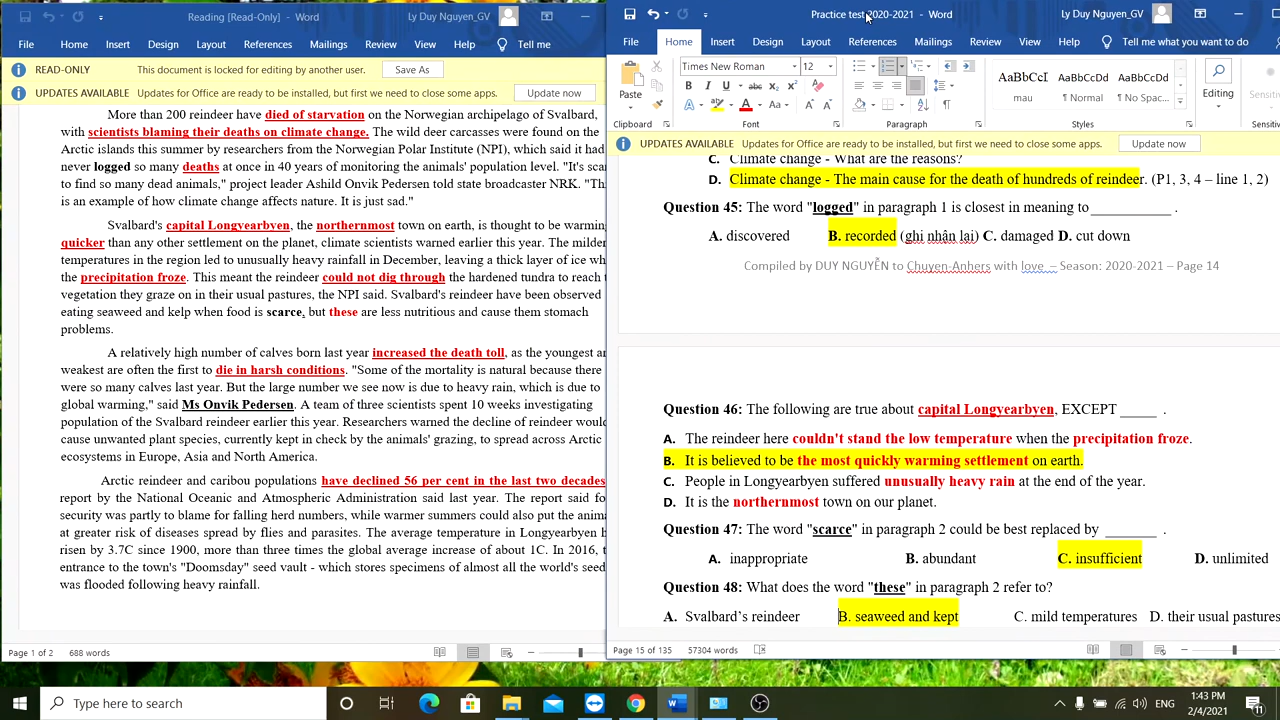 Reading [Read-Only] - Word
Ly Duy Nguyen_GV
File Home Insert Design Layout References Mailings Review Tell me
READ-ONLY This document is locked for editing by another user. Save As
UPDATES AVAILABLE Updates for Office are ready to be installed, but first we need to close some apps. Update now
More than 200 reindeer have died of starvation on the Norwegian archipelago of Svalbard,
with scientists blaming their deaths on climate change. The wild deer carcasses were found on the
Arctic islands this summer by researchers from the Norwegian Polar Institute (NPI), which said it had
never logged so many deaths at once in 40 years of monitoring the animals' population level. "It's sca
to find so many dead animals," project leader Ashild Onvik Pedersen told state broadcaster NRK. "Th
is an example of how climate change affects nature. It is just sad."
Svalbard's capital Longyearbyen, the northernmost town on earth, is thought to be warming
quicker than any other settlement on the planet, climate scientists warned earlier this year. The milder
temperatures in the region led to unusually heavy rainfall in December, leaving a thick layer of ice wh
the precipitation froze. This meant the reindeer could not dig through the hardened tundra to reach t
vegetation they graze on in their usual pastures, the NPI said. Svalbard's reindeer have been observed
eating seaweed and kelp when food is scarce, but these are less nutritious and cause them stomach
problems.
A relatively high number of calves born last year increased the death toll, as the youngest an
weakest are often the first to die in harsh conditions. "Some of the mortality is natural because there
were so many calves last year. But the large number we see now is due to heavy rain, which is due to
global warming," said Ms Onvik Pedersen. A team of three scientists spent 10 weeks investigating
population of the Svalbard reindeer earlier this year. Researchers warned the decline of reindeer would
cause unwanted plant species, currently kept in check by the animals' grazing, to spread across Arctic
ecosystems in Europe, Asia and North America.
Arctic reindeer and caribou populations have declined 56 per cent in the last two decades
report by the National Oceanic and Atmospheric Administration said last year. The report said fo
security was partly to blame for falling herd numbers, while warmer summers could also put the anima
at greater risk of diseases spread by flies and parasites. The average temperature in Longyearbyen h
risen by 3.7C since 1900, more than three times the global average increase of about 1C. In 2016, t
entrance to the town's "Doomsday" seed vault - which stores specimens of almost all the world's seed
was flooded following heavy rainfall.
Page 1 of 2 688 words
Practice test 2020-2021 - Word
Ly Duy Nguyen_GV
File Home Insert Design Layout References Mailings Review View Help Tell me what you want to do
Paste
Times New Roman 12
B I U abc x₂ x² A Aa A A
AaBbCcI AaBbCcDd AaBbCcDd
mau ¶ Normal ¶ No Spac...
Editing
Sensitiv
Clipboard Font Paragraph Styles Sensiti
UPDATES AVAILABLE Updates for Office are ready to be installed, but first we need to close some apps. Update now
C. Climate change - What are the reasons?
D. Climate change - The main cause for the death of hundreds of reindeer. (P1, 3, 4 – line 1, 2)
Question 45: The word "logged" in paragraph 1 is closest in meaning to __________ .
A. discovered B. recorded (ghi nhận lại) C. damaged D. cut down
Compiled by DUY NGUYỄN to Chuyen-Anhers with love – Season: 2020-2021 – Page 14
Question 46: The following are true about capital Longyearbyen, EXCEPT _____ .
A. The reindeer here couldn't stand the low temperature when the precipitation froze.
B. It is believed to be the most quickly warming settlement on earth.
C. People in Longyearbyen suffered unusually heavy rain at the end of the year.
D. It is the northernmost town on our planet.
Question 47: The word "scarce" in paragraph 2 could be best replaced by _______ .
A. inappropriate B. abundant C. insufficient D. unlimited
Question 48: What does the word "these" in paragraph 2 refer to?
A. Svalbard's reindeer B. seaweed and kept C. mild temperatures D. their usual pastures
Page 15 of 135 57304 words
Type here to search
ENG
1:43 PM
2/4/2021
11